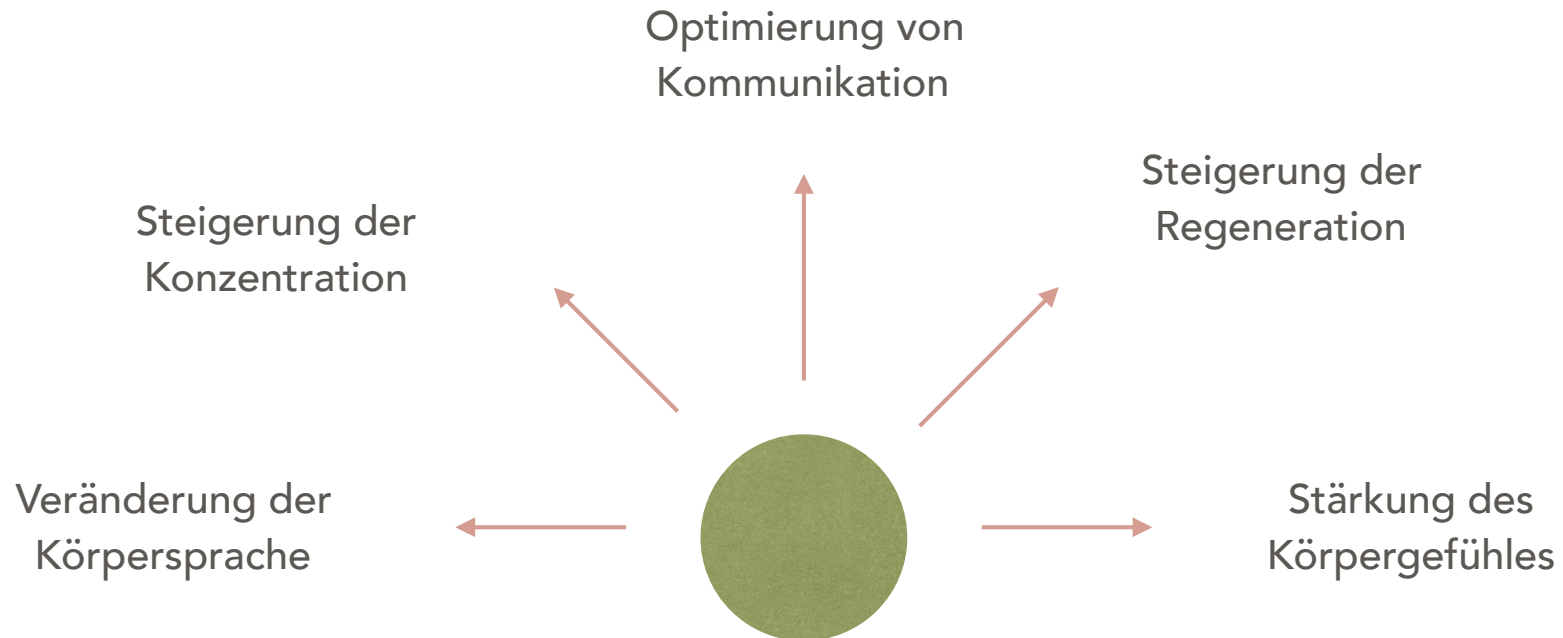 Optimierung von
Kommunikation
Steigerung der
Regeneration
Steigerung der
Konzentration
Veränderung der
Körpersprache
Stärkung des
Körpergefühles